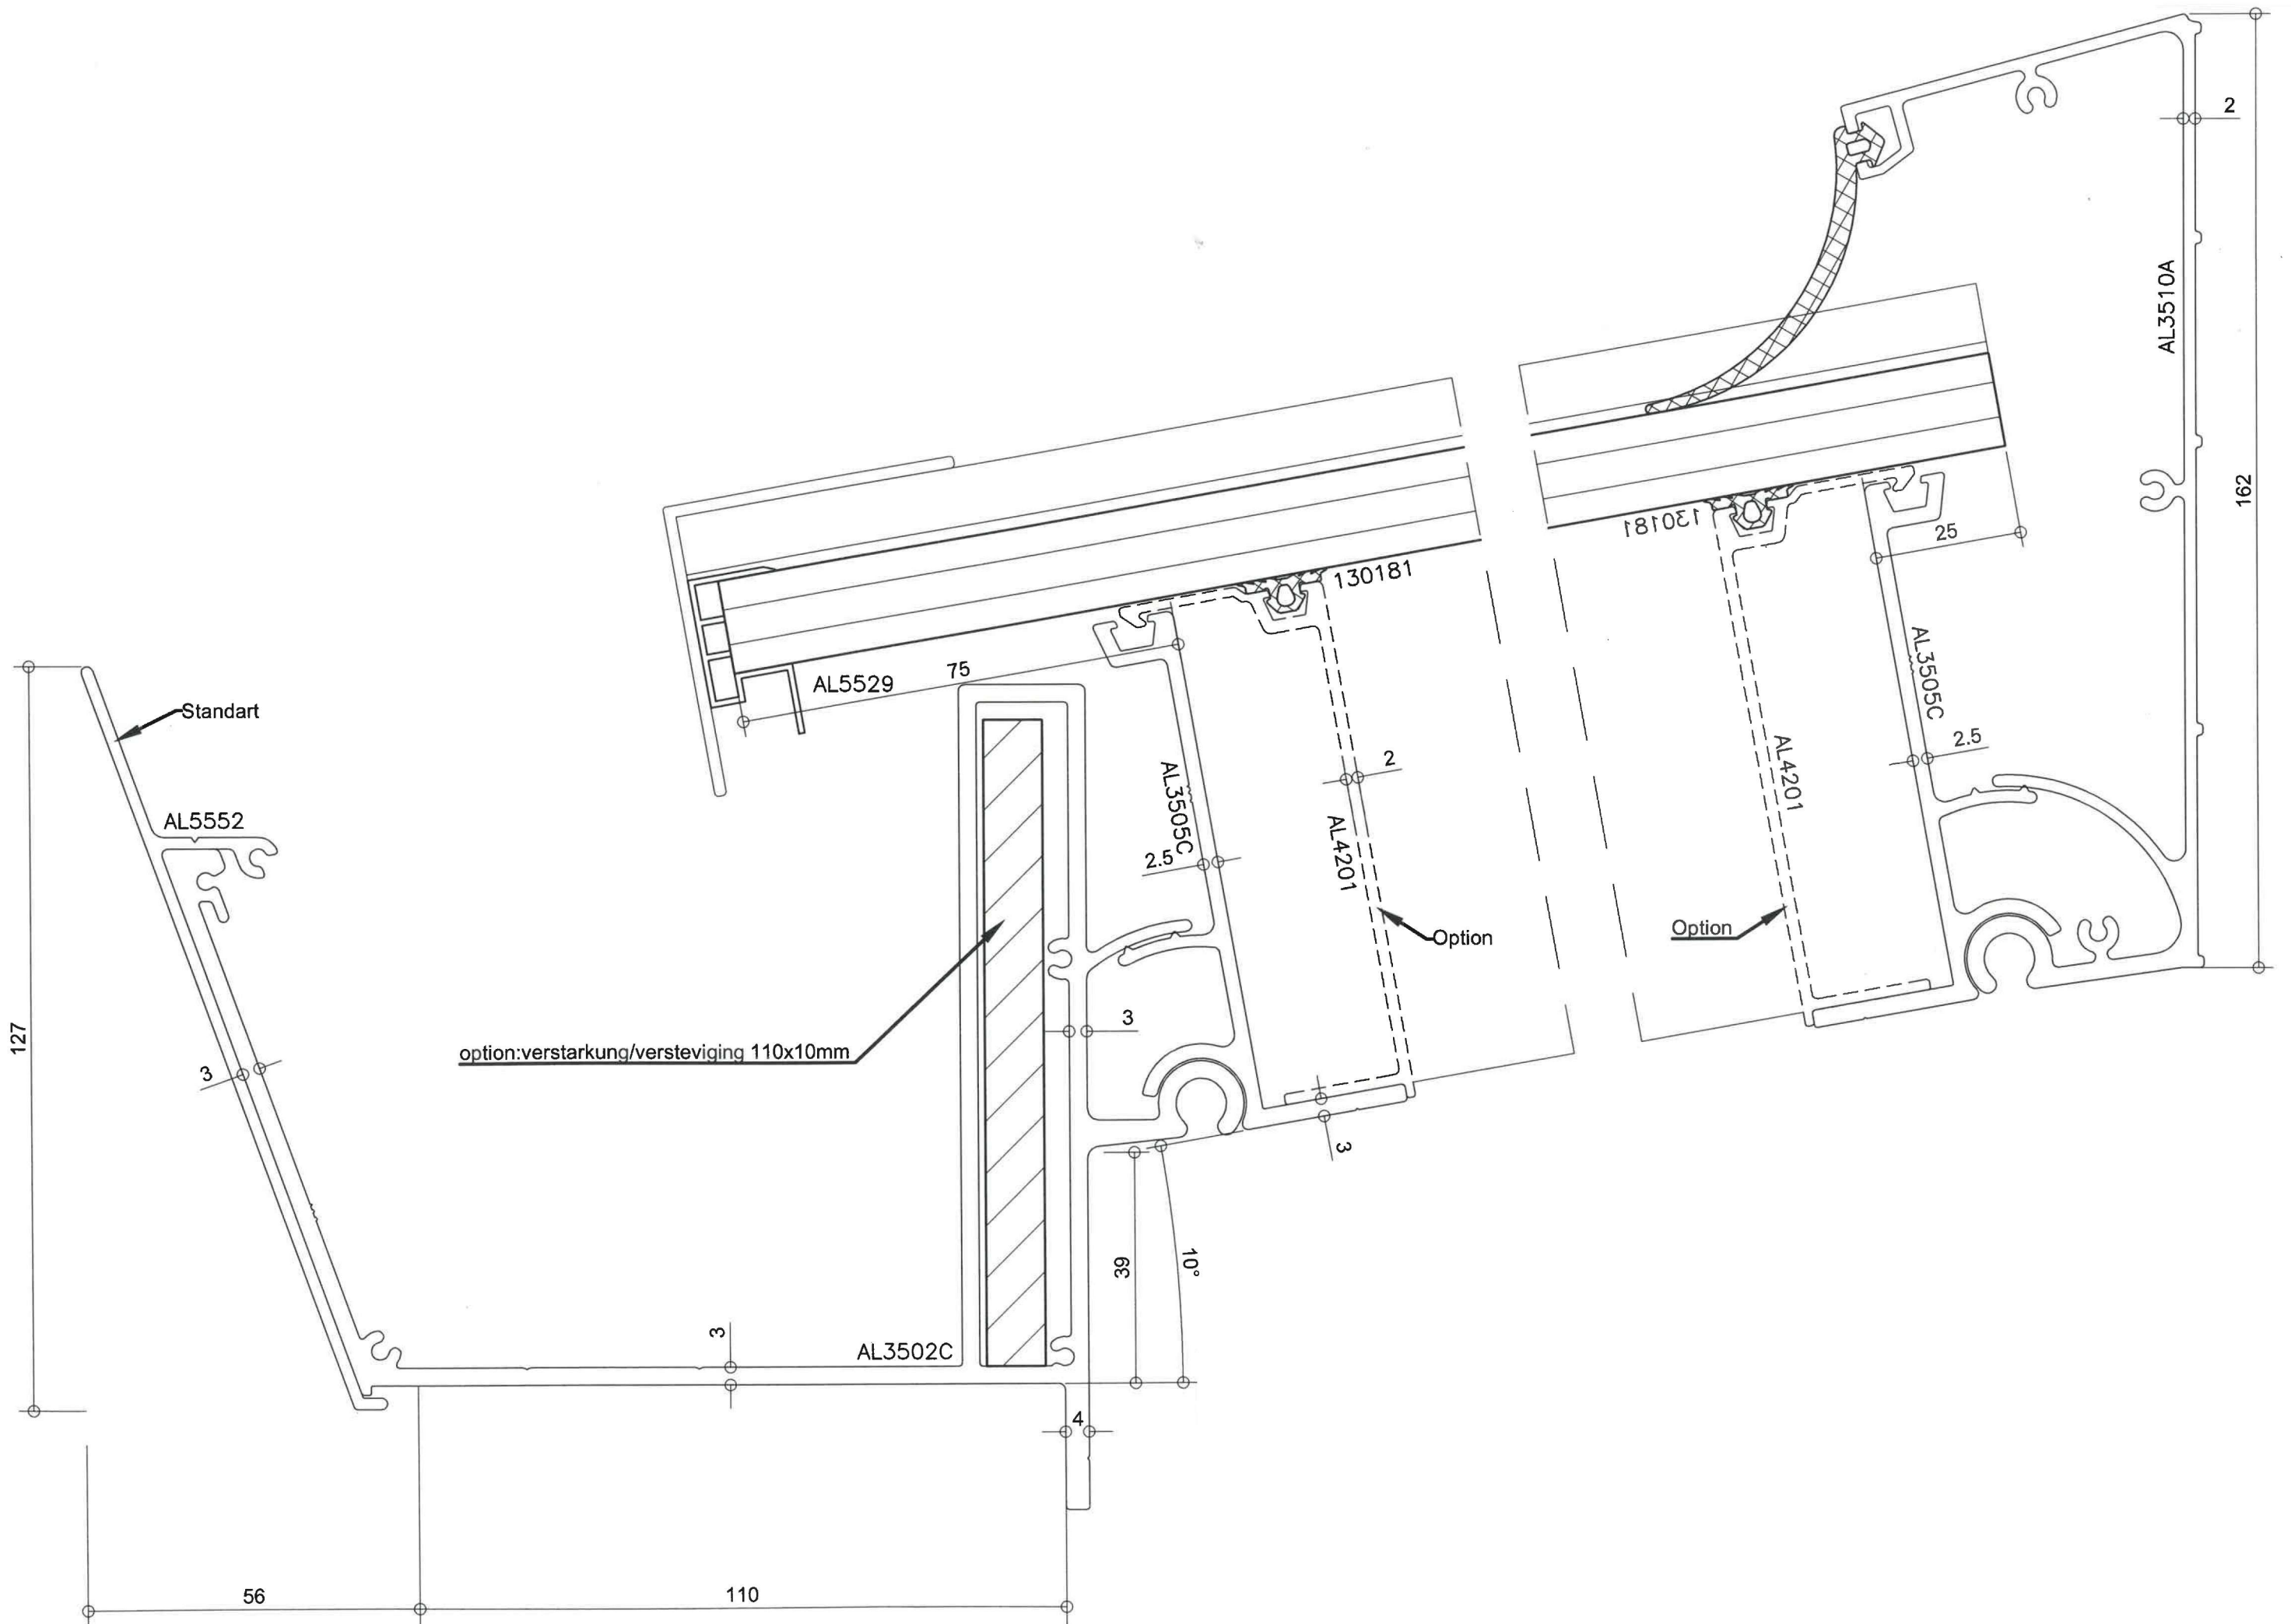 2
AL3510A
162
130181
25
130181
AL3505C
2.5
AL4201
75
AL5529
Standart
AL5552
2
AL3505C
2.5
AL4201
Option
Option
127
3
option:verstarkung/versteviging 110x10mm
3
3
39
10°
3
AL3502C
4
56
110